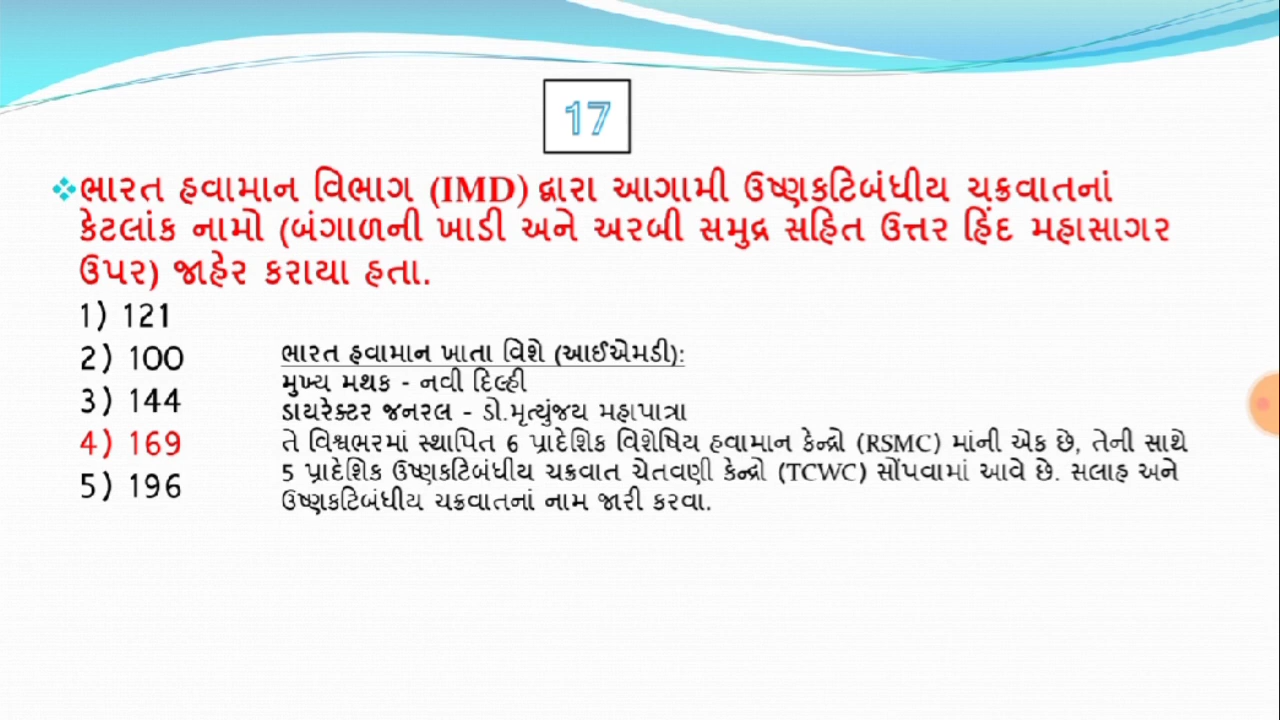 17
ભારત હવામાન વિભાગ (IMD) દ્વારા આગામી ઉષ્ણકટિબંધીય ચક્રવાતનાં
કેટલાંક નામો (બંગાળની ખાડી અને અરબી સમુદ્ર સહિત ઉત્તર હિંદ મહાસાગર
ઉપર) જાહેર કરાયા હતા.
1) 121
2) 100
3) 144
4) 169
5) 196
ભારત હવામાન ખાતા વિશે (આઈએમડી):
મુખ્ય મથક - નવી દિલ્હી
ડાયરેક્ટર જનરલ - ડો.મૃત્યુંજય મહાપાત્રા
તે વિશ્વભરમાં સ્થાપિત 6 પ્રાદેશિક વિશેષિય હવામાન કેન્દ્રો (RSMC) માંની એક છે, તેની સાથે
5 પ્રાદેશિક ઉષ્ણકટિબંધીય ચક્રવાત ચેતવણી કેન્દ્રો (TCWC) સોંપવામાં આવે છે. સલાહ અને
ઉષ્ણકટિબંધીય ચક્રવાતનાં નામ જારી કરવા.